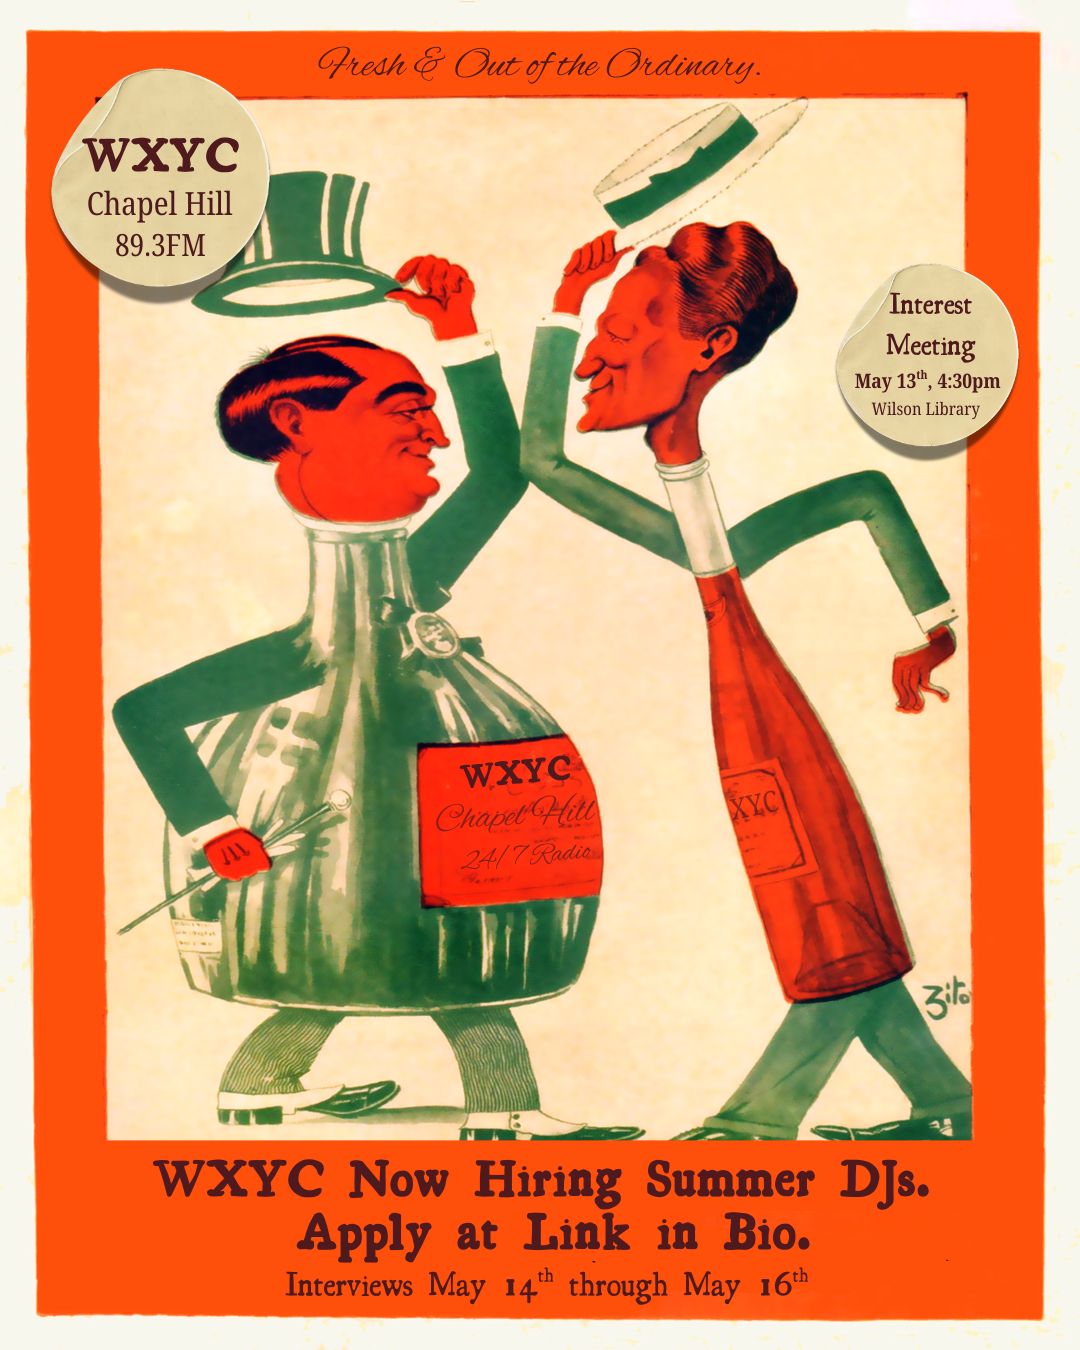 Fresh & Out of the Ordinary.
WXYC
Chapel Hill
89.3FM
Interest
Meeting
May 13th, 4:30pm
Wilson Library
WXYC
Chapel Hill
24/7 Radio
XYC
Zito
WXYC Now Hiring Summer DJs.
Apply at Link in Bio.
Interviews May 14th through May 16th